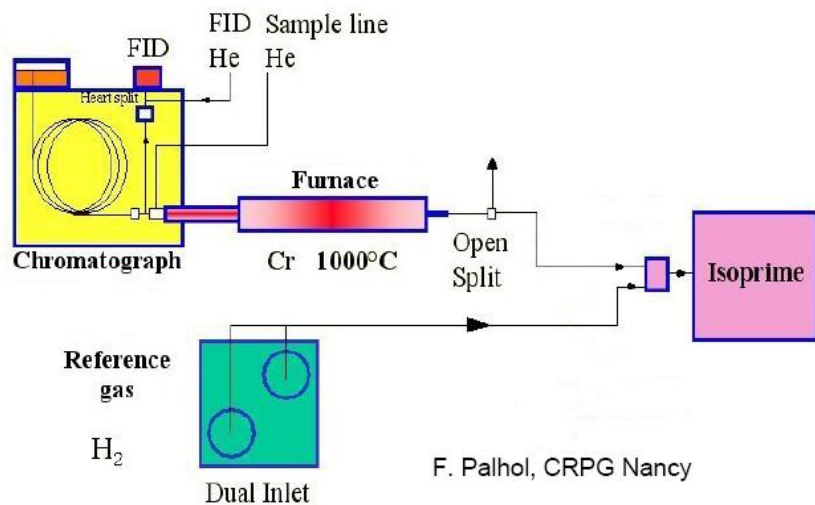 FID Sample line
FID He He
Heart split
Furnace
Chromatograph
Cr 1000°C
Open
Split
Isoprime
Reference
gas
H₂
Dual Inlet
F. Palhol, CRPG Nancy